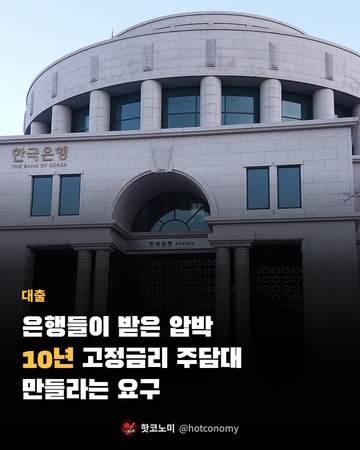 한국은행
THE BANK OF KOREA
한국은행
대출
은행들이 받은 압박
10년 고정금리 주담대
만들라는 요구
핫코노미 @hotconomy